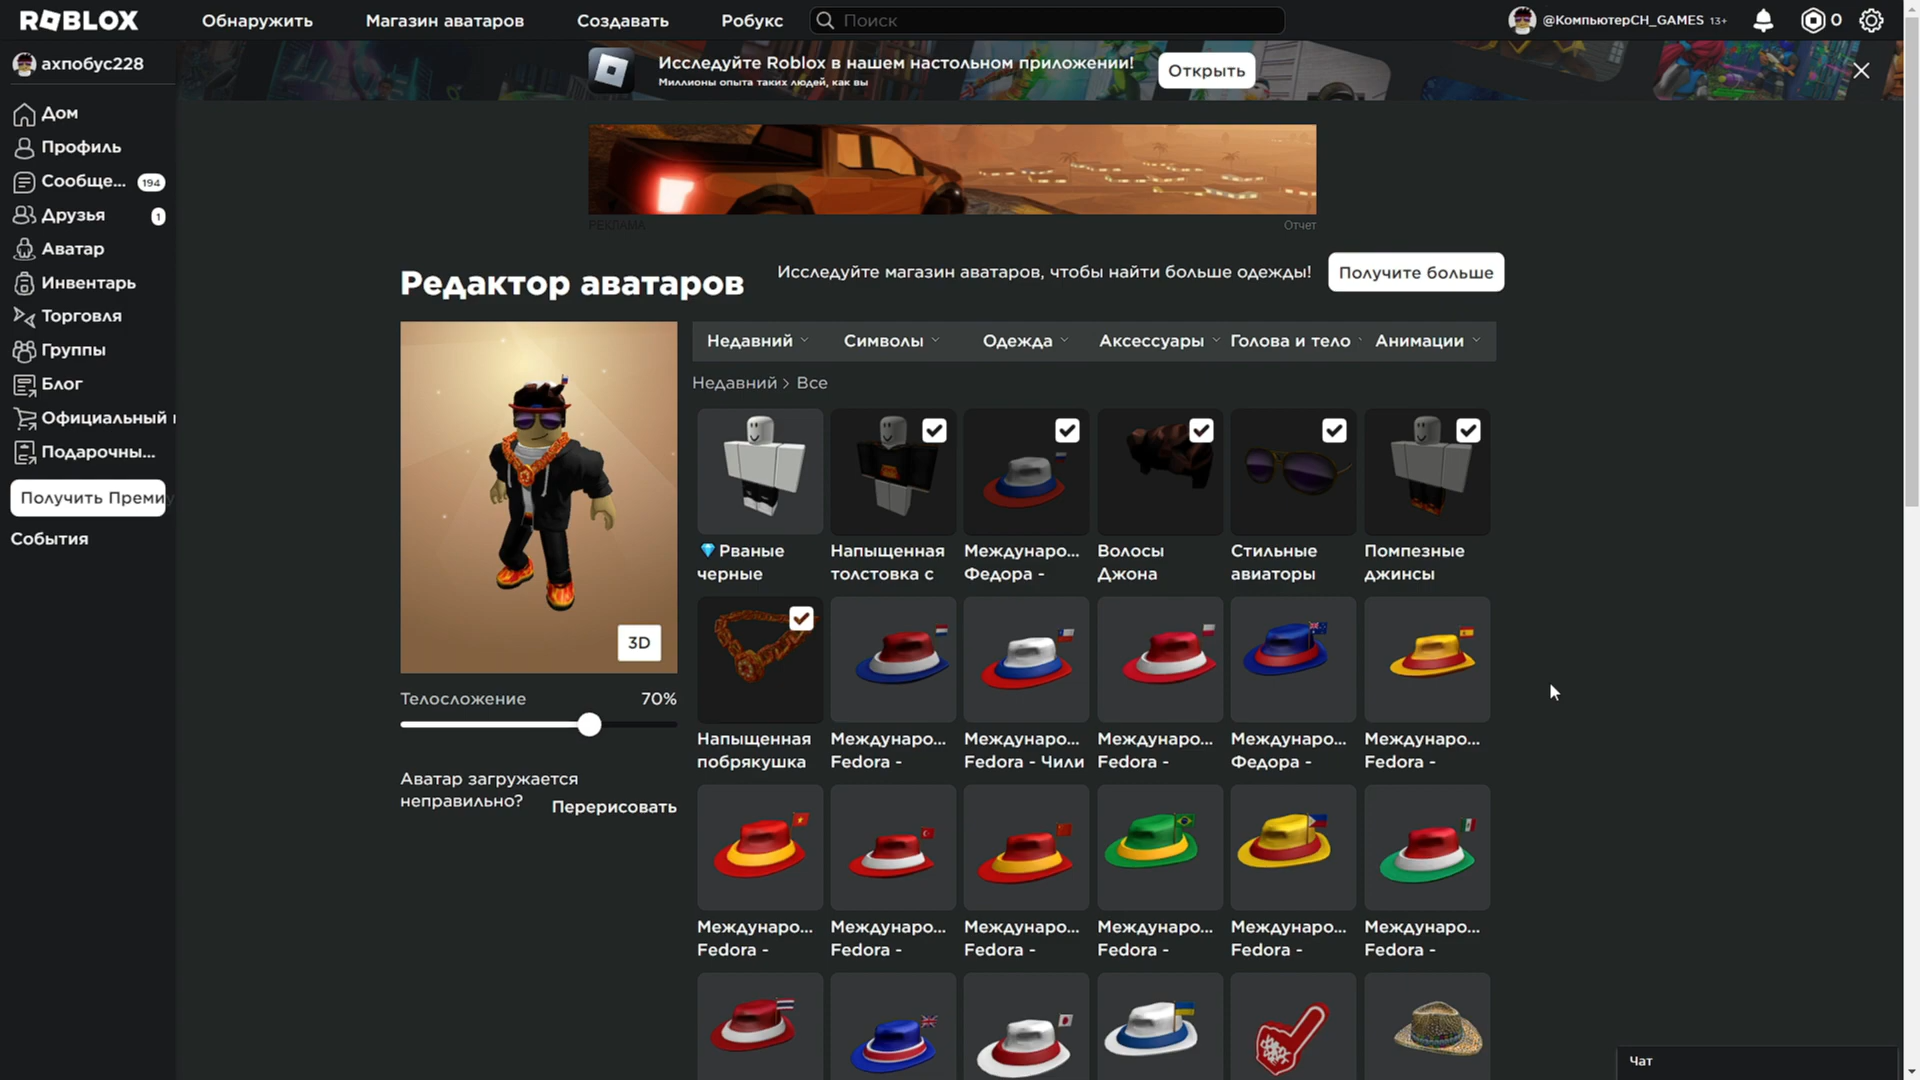 ROBLOX
Обнаружить
Магазин аватаров
Создавать
Робукс
Поиск
@КомпьютерCH_GAMES 13+
0
ахпобус228
Исследуйте Roblox в нашем настольном приложении!
Миллионы опыта таких людей, как вы
Открыть
Дом
Профиль
Сообще... 194
Друзья 1
Аватар
Инвентарь
Торговля
Группы
Блог
Официальный
Подарочны...
Получить Преми
События
РЕКЛАМА
Отчет
Редактор аватаров
Исследуйте магазин аватаров, чтобы найти больше одежды!
Получите больше
Недавний
Символы
Одежда
Аксессуары
Голова и тело
Анимации
Недавний > Все
3D
Телосложение 70%
Аватар загружается
неправильно?
Перерисовать
Рваные
черные
Напыщенная
толстовка с
Междунаро...
Федора -
Волосы
Джона
Стильные
авиаторы
Помпезные
джинсы
Напыщенная
побрякушка
Междунаро...
Fedora -
Междунаро...
Fedora - Чили
Междунаро...
Fedora -
Междунаро...
Федора -
Междунаро...
Fedora -
Междунаро...
Fedora -
Междунаро...
Fedora -
Междунаро...
Fedora -
Междунаро...
Fedora -
Междунаро...
Fedora -
Междунаро...
Fedora -
Чат